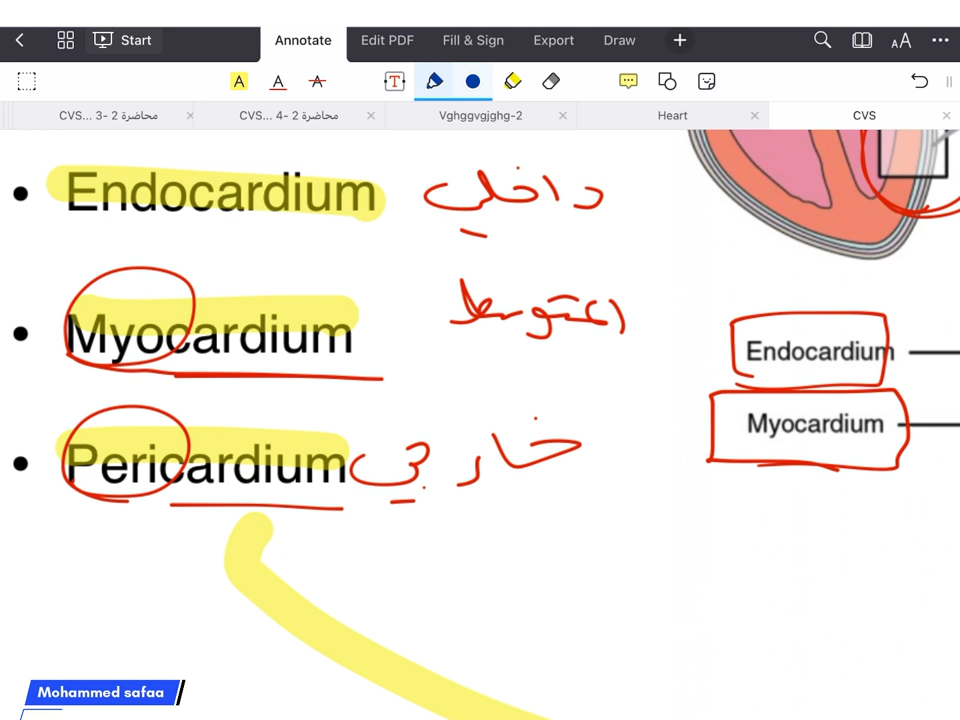 Start Annotate Edit PDF Fill & Sign Export Draw
CVS... محاضرة 2 -3
CVS... محاضرة 2 -4
Vghggvgjghg-2
Heart
CVS
• Endocardium داخلي
• Myocardium المتوسط
• Pericardium خارجي
Endocardium
Myocardium
Mohammed safaa